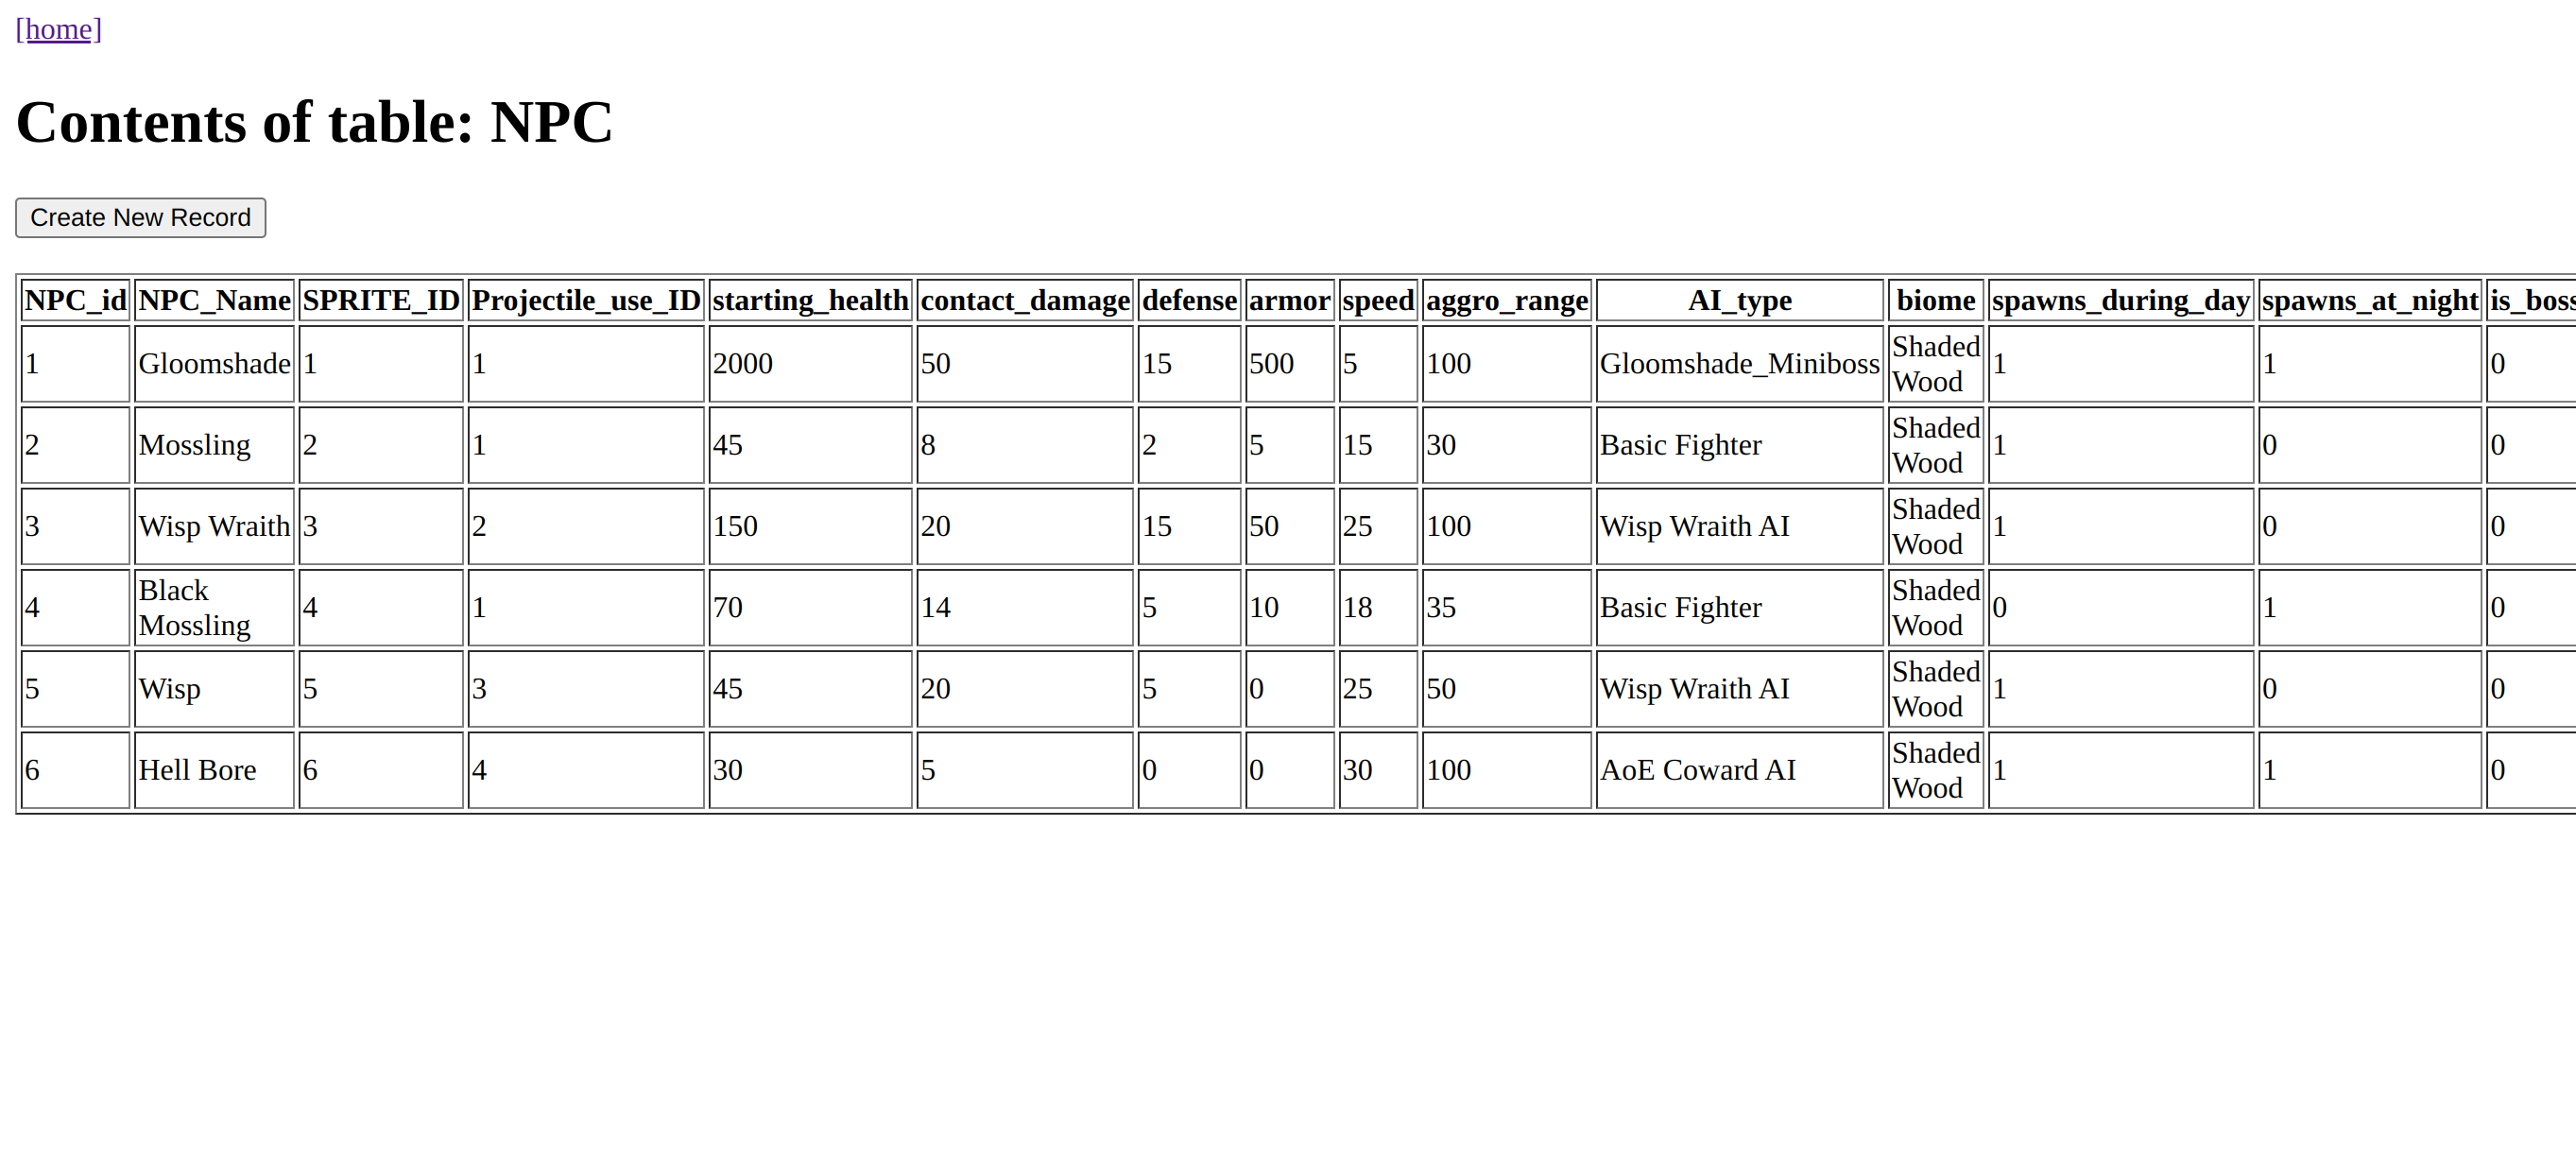 [home]
Contents of table: NPC
Create New Record
NPC_id NPC_Name SPRITE_ID Projectile_use_ID starting_health contact_damage defense armor speed aggro_range AI_type biome spawns_during_day spawns_at_night is_boss
1 Gloomshade 1 1 2000 50 15 500 5 100 Gloomshade_Miniboss Shaded Wood 1 1 0
2 Mossling 2 1 45 8 2 5 15 30 Basic Fighter Shaded Wood 1 0 0
3 Wisp Wraith 3 2 150 20 15 50 25 100 Wisp Wraith AI Shaded Wood 1 0 0
4 Black Mossling 4 1 70 14 5 10 18 35 Basic Fighter Shaded Wood 0 1 0
5 Wisp 5 3 45 20 5 0 25 50 Wisp Wraith AI Shaded Wood 1 0 0
6 Hell Bore 6 4 30 5 0 0 30 100 AoE Coward AI Shaded Wood 1 1 0